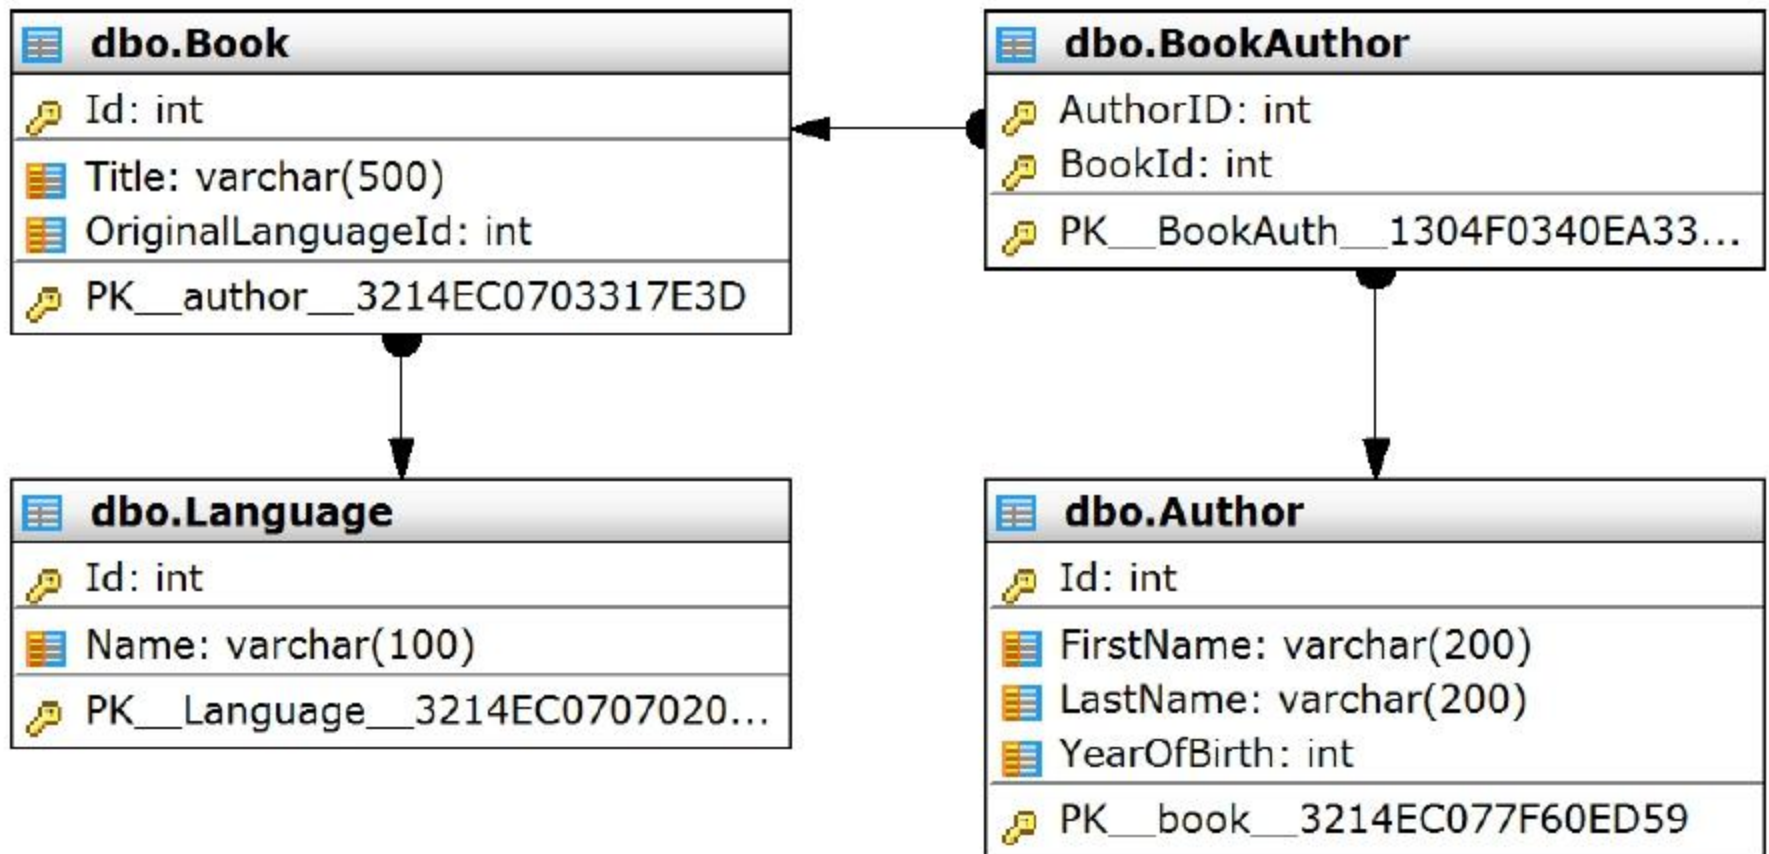 dbo.Book
Id: int
Title: varchar(500)
OriginalLanguageId: int
PK__author__3214EC0703317E3D
dbo.BookAuthor
AuthorID: int
BookId: int
PK__BookAuth__1304F0340EA33...
dbo.Language
Id: int
Name: varchar(100)
PK__Language__3214EC0707020...
dbo.Author
Id: int
FirstName: varchar(200)
LastName: varchar(200)
YearOfBirth: int
PK__book__3214EC077F60ED59